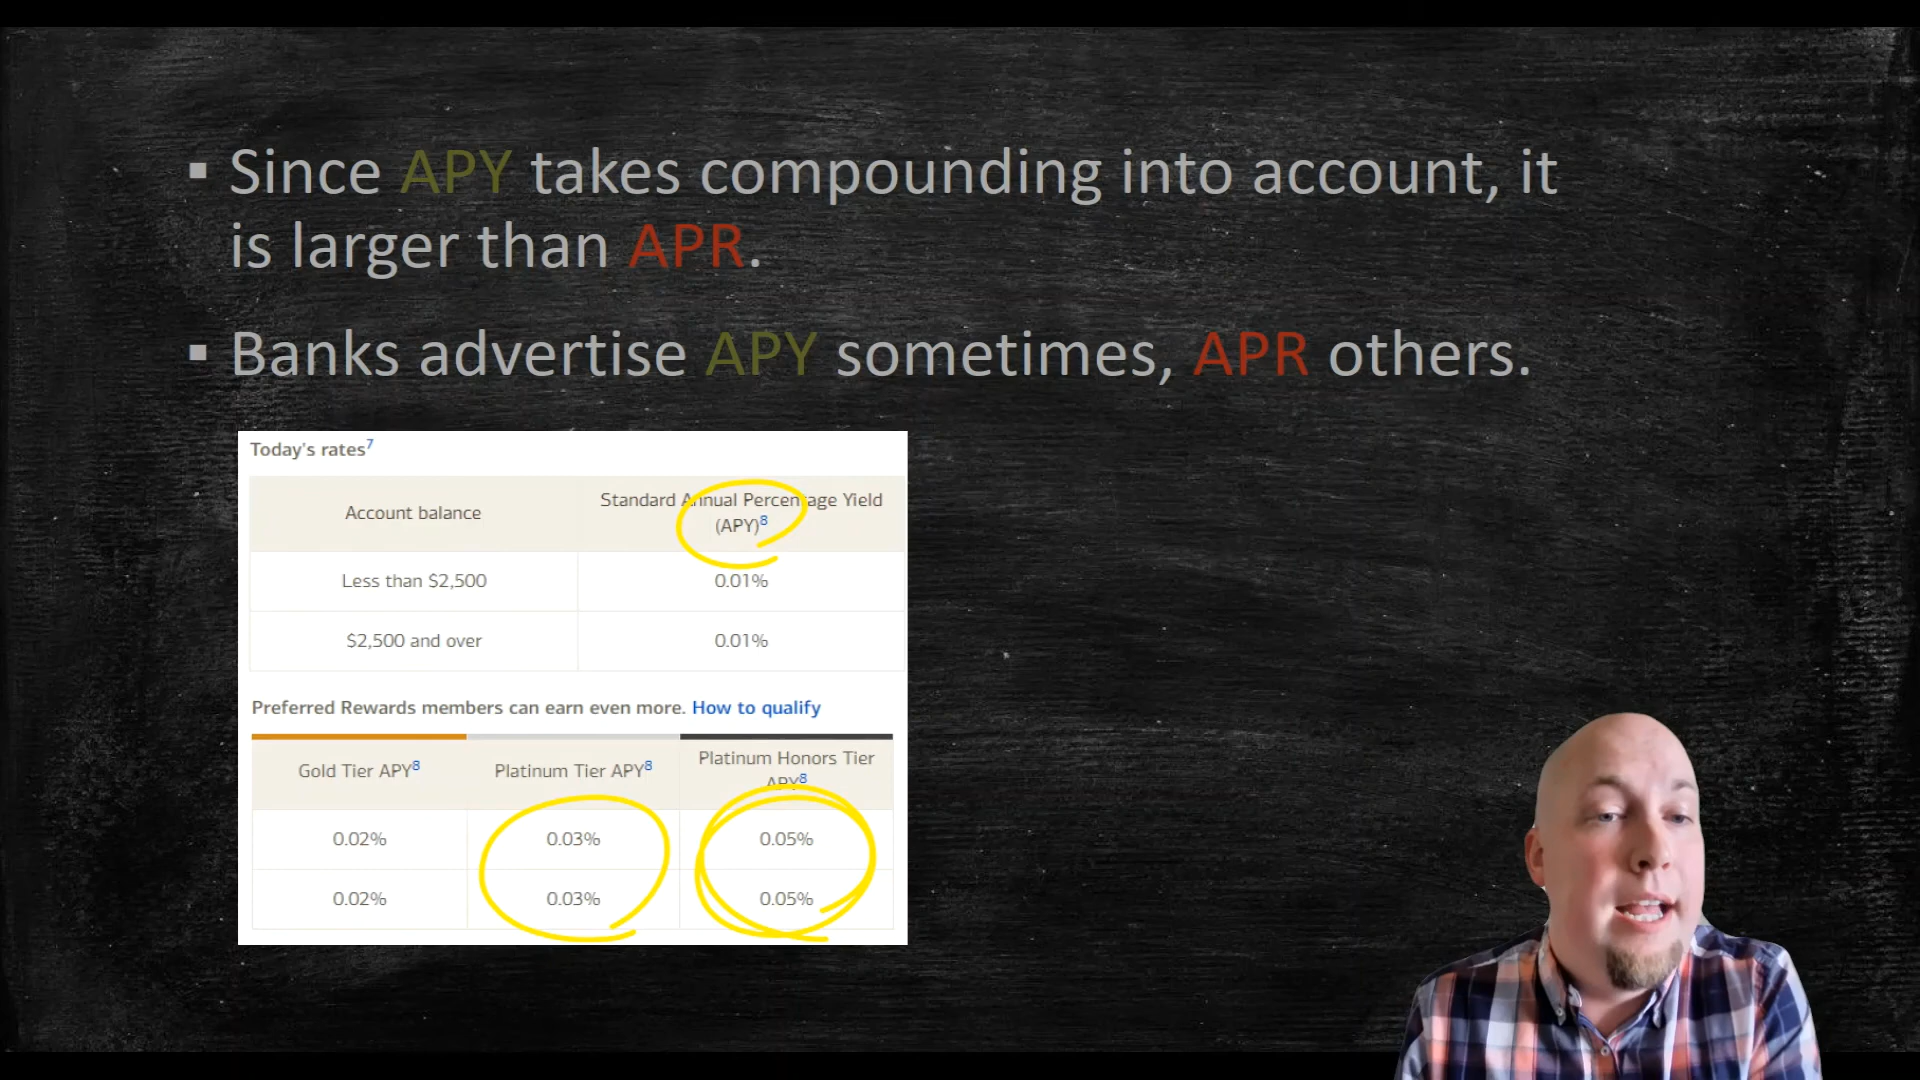 ▪ Since APY takes compounding into account, it
is larger than APR.
▪ Banks advertise APY sometimes, APR others.
Today's rates7
Account balance
Standard Annual Percentage Yield
(APY)8
Less than $2,500
0.01%
$2,500 and over
0.01%
Preferred Rewards members can earn even more. How to qualify
Gold Tier APY8
Platinum Tier APY8
Platinum Honors Tier
APY8
0.02%
0.03%
0.05%
0.02%
0.03%
0.05%